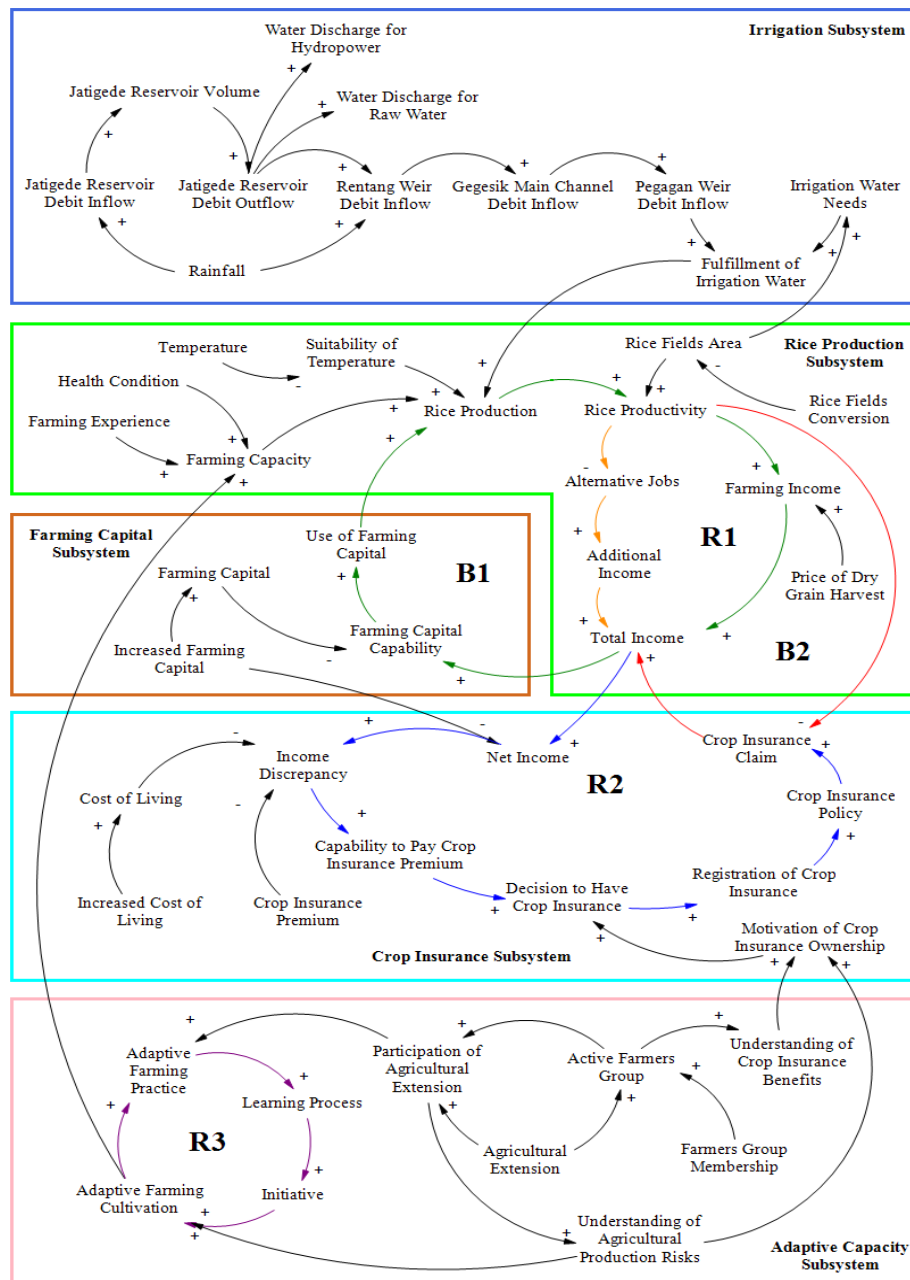 Irrigation Subsystem
Water Discharge for
Hydropower
+
Jatigede Reservoir Volume
+
Water Discharge for
Raw Water
+
+
+
+
+
Jatigede Reservoir
Debit Inflow
Jatigede Reservoir
Debit Outflow
Rentang Weir
Debit Inflow
Gegesik Main Channel
Debit Inflow
Pegagan Weir
Debit Inflow
Irrigation Water
Needs
+
+
+
+
+
Rainfall
Fulfillment of
Irrigation Water
Rice Production
Subsystem
Temperature
Suitability of
Temperature
-
Rice Fields Area
-
+
Health Condition
+
+
+
+
Rice Production
Rice Productivity
Rice Fields
Conversion
Farming Experience
+
+
+
Farming Capacity
+
+
-
Alternative Jobs
+
Farming Income
+
Farming Capital
Subsystem
Use of Farming
Capital
+
B1
R1
+
Additional
Income
Price of Dry
Grain Harvest
Farming Capital
+
Increased Farming
Capital
-
Farming Capital
Capability
+
+
Total Income
+
+
B2
+
-
+
-
+
Crop Insurance
Claim
-
Income
Discrepancy
Net Income
R2
Cost of Living
-
+
+
Crop Insurance
Policy
+
Capability to Pay Crop
Insurance Premium
Increased Cost of
Living
Crop Insurance
Premium
+
Decision to Have
Crop Insurance
+
+
Registration of Crop
Insurance
Crop Insurance Subsystem
Motivation of Crop
Insurance Ownership
+
+
+
+
+
Adaptive
Farming
Practice
Participation of
Agricultural
Extension
Active Farmers
Group
Understanding of
Crop Insurance
Benefits
+
Learning Process
+
+
+
+
R3
Agricultural
Extension
Farmers Group
Membership
+
Adaptive Farming
Cultivation
Initiative
+
+
+
Understanding of
Agricultural
Production Risks
Adaptive Capacity
Subsystem